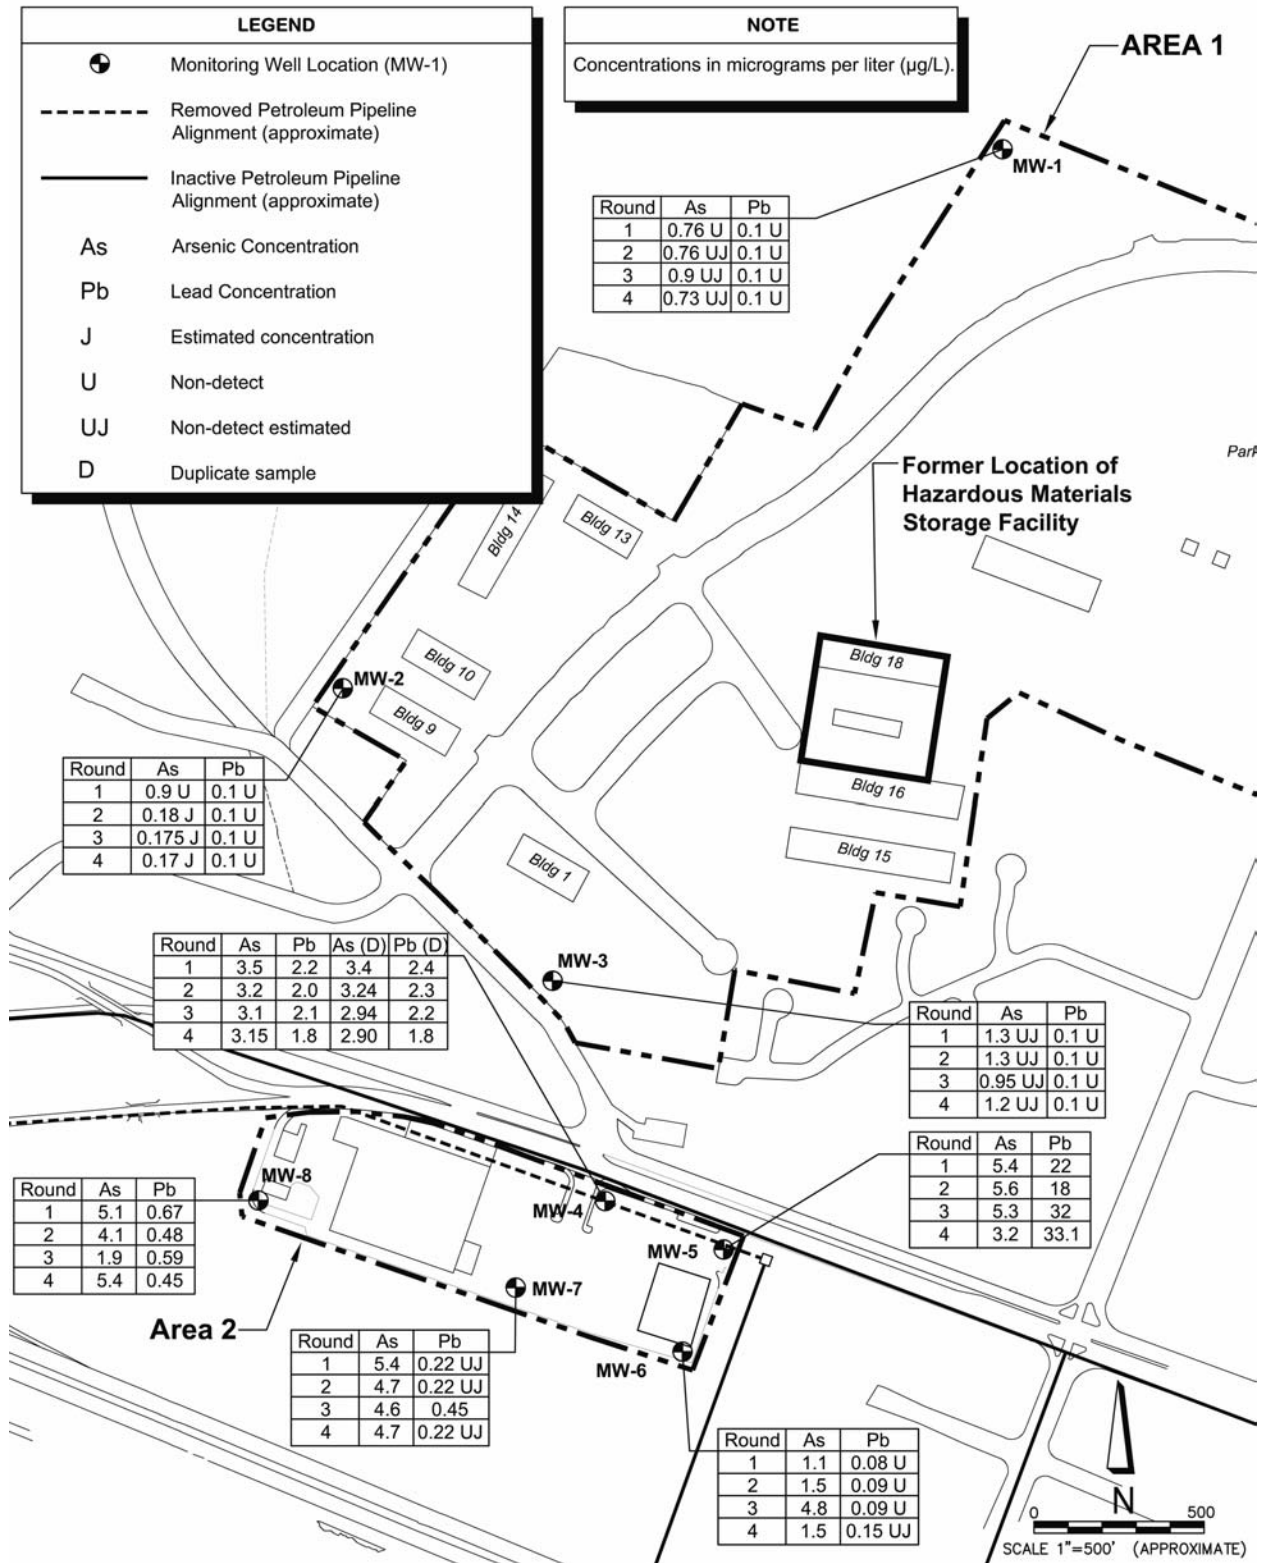 LEGEND
Monitoring Well Location (MW-1)
Removed Petroleum Pipeline
Alignment (approximate)
Inactive Petroleum Pipeline
Alignment (approximate)
As Arsenic Concentration
Pb Lead Concentration
J Estimated concentration
U Non-detect
UJ Non-detect estimated
D Duplicate sample
NOTE
Concentrations in micrograms per liter (µg/L).
AREA 1
MW-1
Round As Pb
1 0.76 U 0.1 U
2 0.76 UJ 0.1 U
3 0.9 UJ 0.1 U
4 0.73 UJ 0.1 U
Former Location of
Hazardous Materials
Storage Facility
Bldg 14
Bldg 13
Bldg 10
Bldg 9
Bldg 18
Bldg 16
Bldg 15
Bldg 1
MW-2
Round As Pb
1 0.9 U 0.1 U
2 0.18 J 0.1 U
3 0.175 J 0.1 U
4 0.17 J 0.1 U
Round As Pb As (D) Pb (D)
1 3.5 2.2 3.4 2.4
2 3.2 2.0 3.24 2.3
3 3.1 2.1 2.94 2.2
4 3.15 1.8 2.90 1.8
MW-3
Round As Pb
1 1.3 UJ 0.1 U
2 1.3 UJ 0.1 U
3 0.95 UJ 0.1 U
4 1.2 UJ 0.1 U
Round As Pb
1 5.4 22
2 5.6 18
3 5.3 32
4 3.2 33.1
MW-8
MW-4
MW-5
MW-7
MW-6
Round As Pb
1 5.1 0.67
2 4.1 0.48
3 1.9 0.59
4 5.4 0.45
Area 2
Round As Pb
1 5.4 0.22 UJ
2 4.7 0.22 UJ
3 4.6 0.45
4 4.7 0.22 UJ
Round As Pb
1 1.1 0.08 U
2 1.5 0.09 U
3 4.8 0.09 U
4 1.5 0.15 UJ
N
0 500
SCALE 1"=500' (APPROXIMATE)